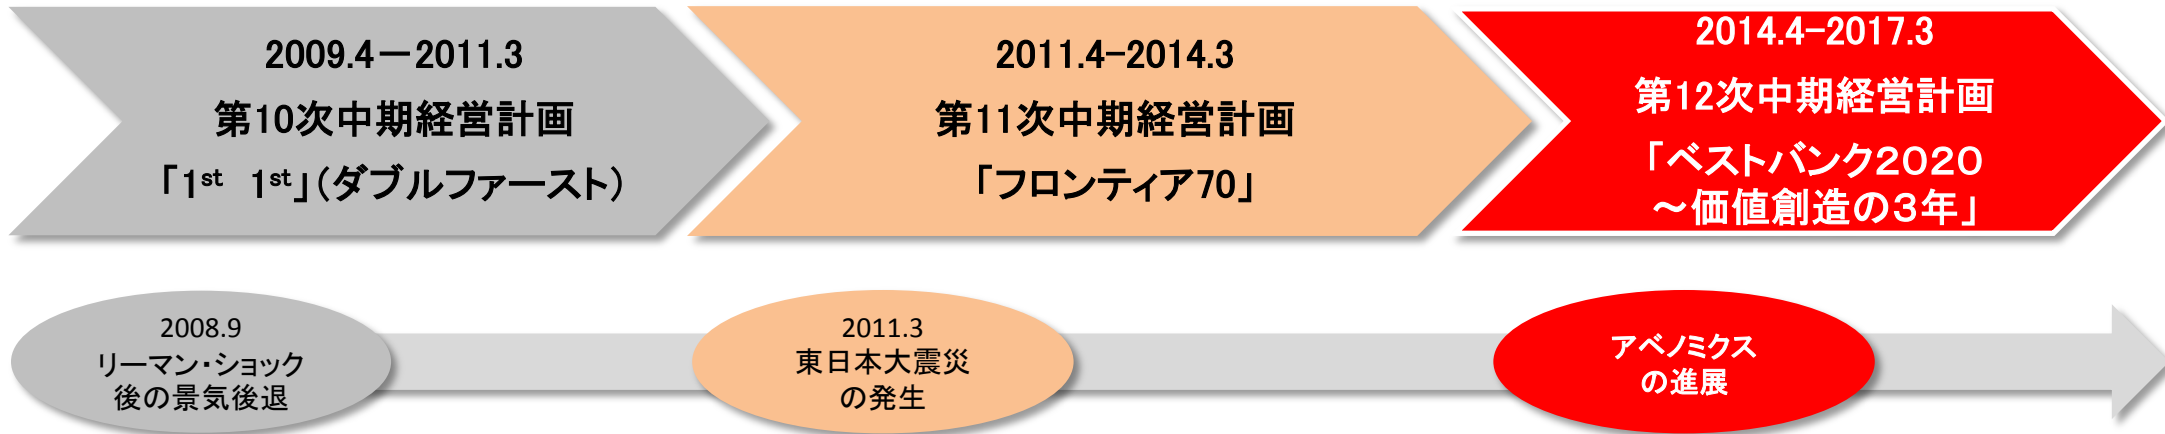 2009.4ー2011.3
第10次中期経営計画
「1st 1st」（ダブルファースト）
2011.4-2014.3
第11次中期経営計画
「フロンティア70」
2014.4-2017.3
第12次中期経営計画
「ベストバンク２０２０
～価値創造の３年」
2008.9
リーマン・ショック
後の景気後退
2011.3
東日本大震災
の発生
アベノミクス
の進展